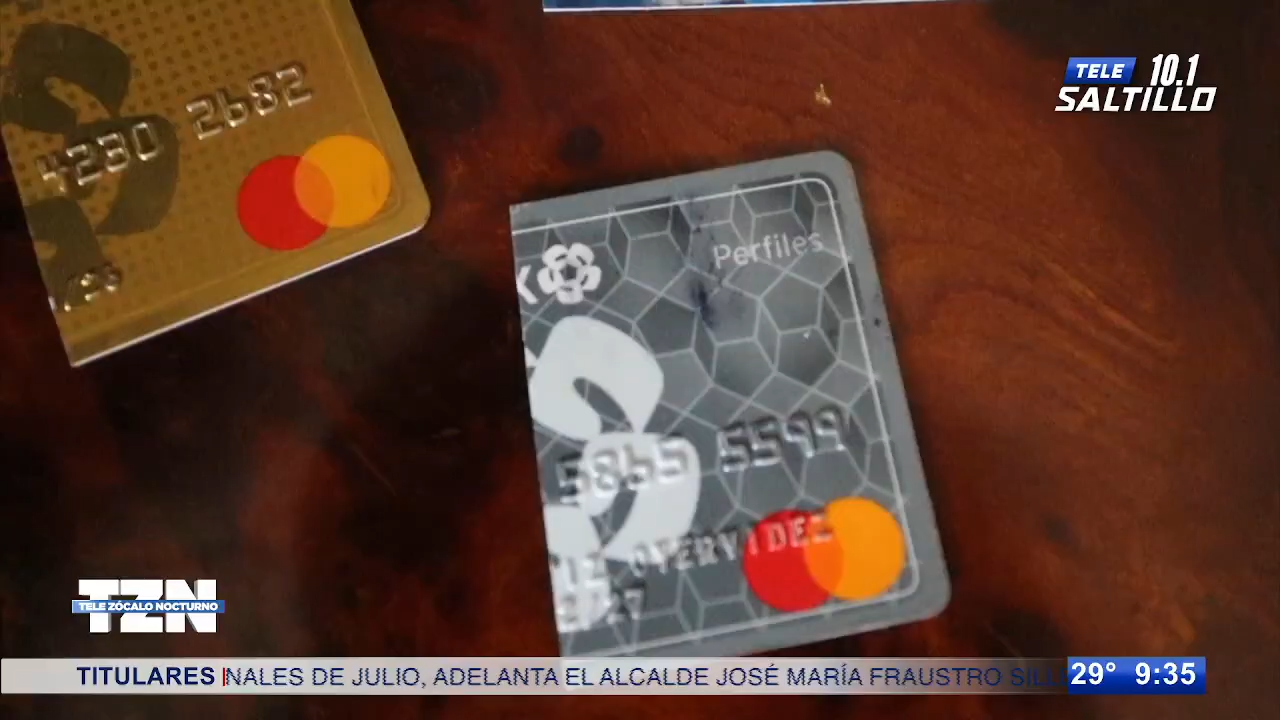 TELE 10.1
SALTILLO
4230 2682
Perfiles
5865 5599
TZN
TELE ZÓCALO NOCTURNO
TITULARES NALES DE JULIO, ADELANTA EL ALCALDE JOSÉ MARÍA FRAUSTRO
29° 9:35